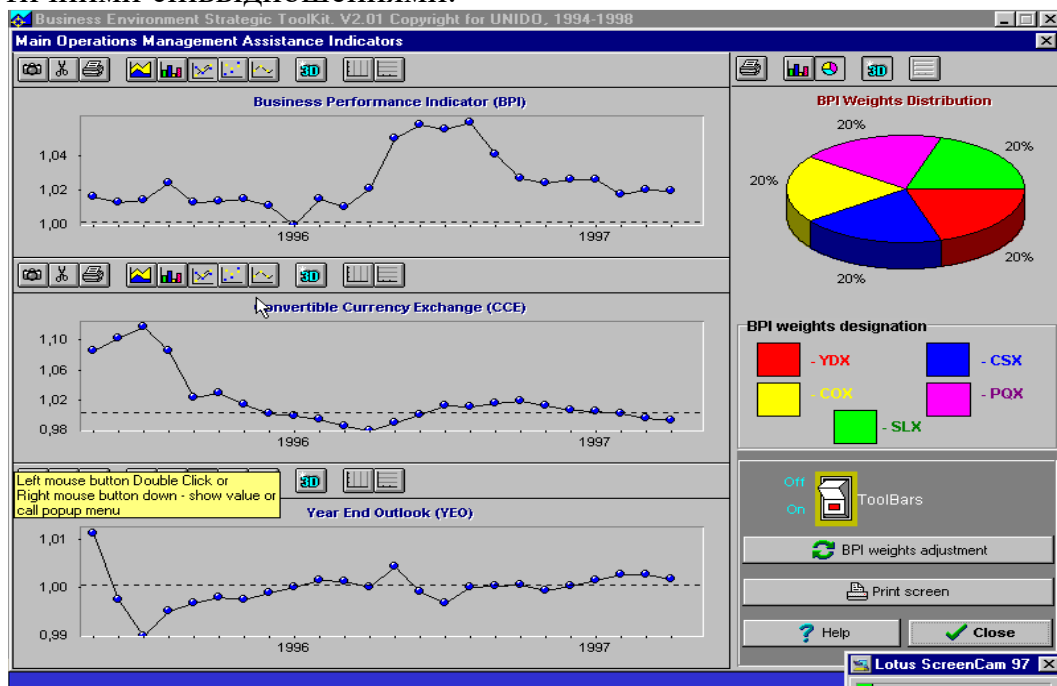 Business Environment Strategic ToolKit. V2.01 Copyright for UNIDO, 1994-1998
Main Operations Management Assistance Indicators
3D
Business Performance Indicator (BPI)
1,04
1,02
1,00
1996
1997
3D
Convertible Currency Exchange (CCE)
1,10
1,06
1,02
0,98
1996
1997
3D
Left mouse button Double Click or
Right mouse button down - show value or
call popup menu
Year End Outlook (YEO)
1,01
1,00
0,99
1996
1997
3D
BPI Weights Distribution
20%
20%
20%
20%
20%
BPI weights designation
- YDX
- CSX
- COX
- PQX
- SLX
Off
On
ToolBars
BPI weights adjustment
Print screen
? Help
Close
Lotus ScreenCam 97